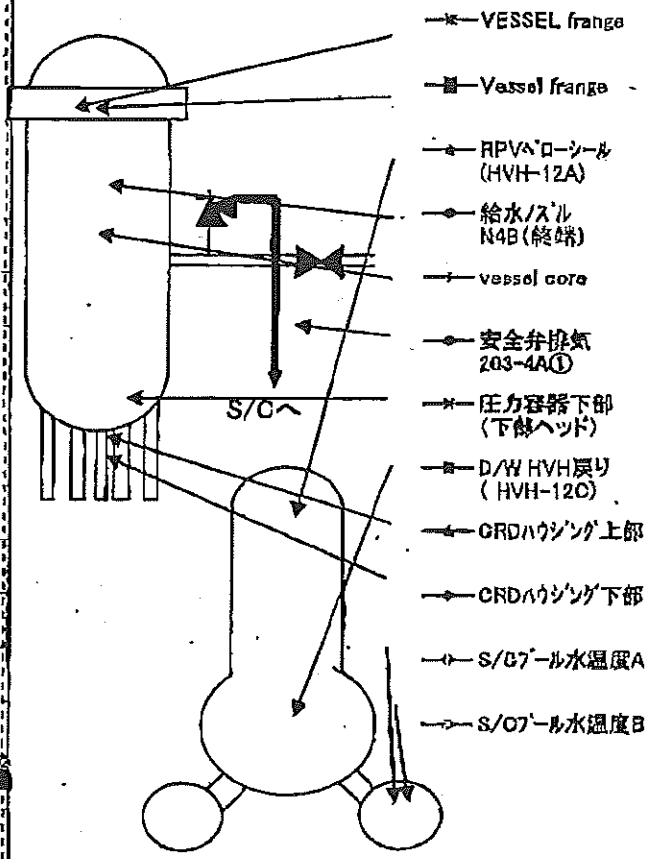 VESSEL frange
Vessel frange
RPVベローシール
(HVH-12A)
給水ノズル
N4B(終端)
vessel core
安全弁排気
203-4A①
圧力容器下部
(下部ヘッド)
D/W HVH戻り
( HVH-12C)
CRDハウジング上部
CRDハウジング下部
S/Cプール水温度A
S/Cプール水温度B
S/Cへ